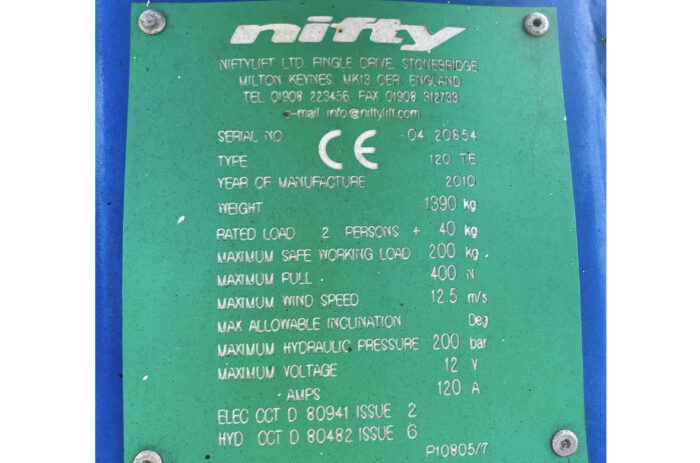 nifty
NIFTYLIFT LTD. FINGLE DRIVE, STONEBRIDGE
MILTON KEYNES, MK13 OER, ENGLAND
TEL 01908 223456 FAX 01908 312733
e-mail info@niftylift.com
SERIAL NO 04 20854
CE
TYPE 120 TE
YEAR OF MANUFACTURE 2010
WEIGHT 1390 kg
RATED LOAD 2 PERSONS + 40 kg
MAXIMUM SAFE WORKING LOAD 200 kg
MAXIMUM PULL 400 N
MAXIMUM WIND SPEED 12.5 m/s
MAX ALLOWABLE INCLINATION Deg
MAXIMUM HYDRAULIC PRESSURE 200 bar
MAXIMUM VOLTAGE 12 V
AMPS 120 A
ELEC CCT D 80941 ISSUE 2
HYD CCT D 80482 ISSUE 6
P10805/7